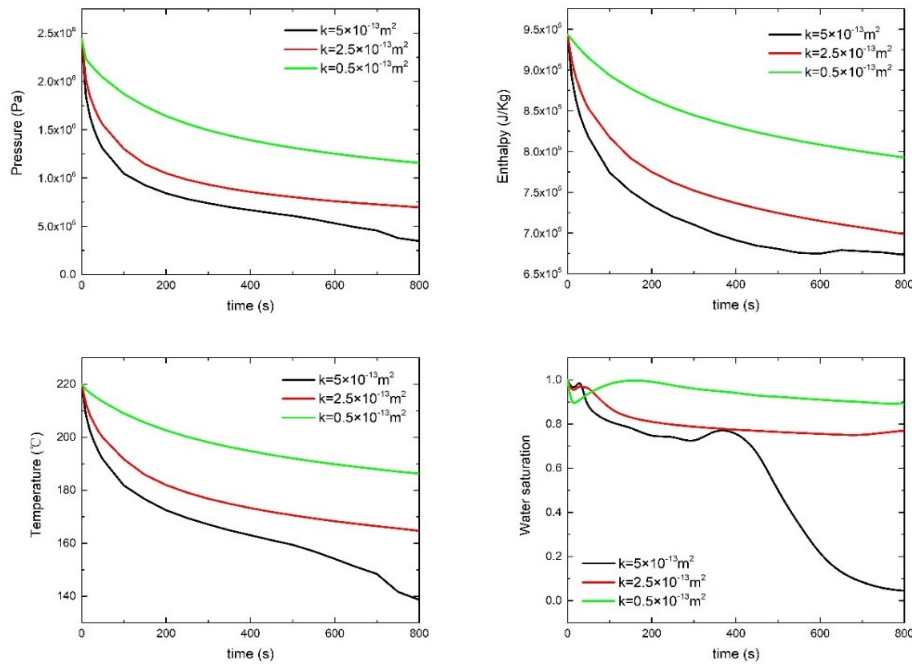 Pressure (Pa)
2.5x10⁶
2.0x10⁶
1.5x10⁶
1.0x10⁶
5.0x10⁵
0.0
k=5×10⁻¹³m²
k=2.5×10⁻¹³m²
k=0.5×10⁻¹³m²
0 200 400 600 800
time (s)
Enthalpy (J/Kg)
9.5x10⁵
9.0x10⁵
8.5x10⁵
8.0x10⁵
7.5x10⁵
7.0x10⁵
6.5x10⁵
k=5×10⁻¹³m²
k=2.5×10⁻¹³m²
k=0.5×10⁻¹³m²
0 200 400 600 800
time (s)
Temperature (℃)
220
200
180
160
140
k=5×10⁻¹³m²
k=2.5×10⁻¹³m²
k=0.5×10⁻¹³m²
0 200 400 600 800
time (s)
Water saturation
1.0
0.8
0.6
0.4
0.2
0.0
k=5×10⁻¹³m²
k=2.5×10⁻¹³m²
k=0.5×10⁻¹³m²
0 200 400 600 800
time (s)